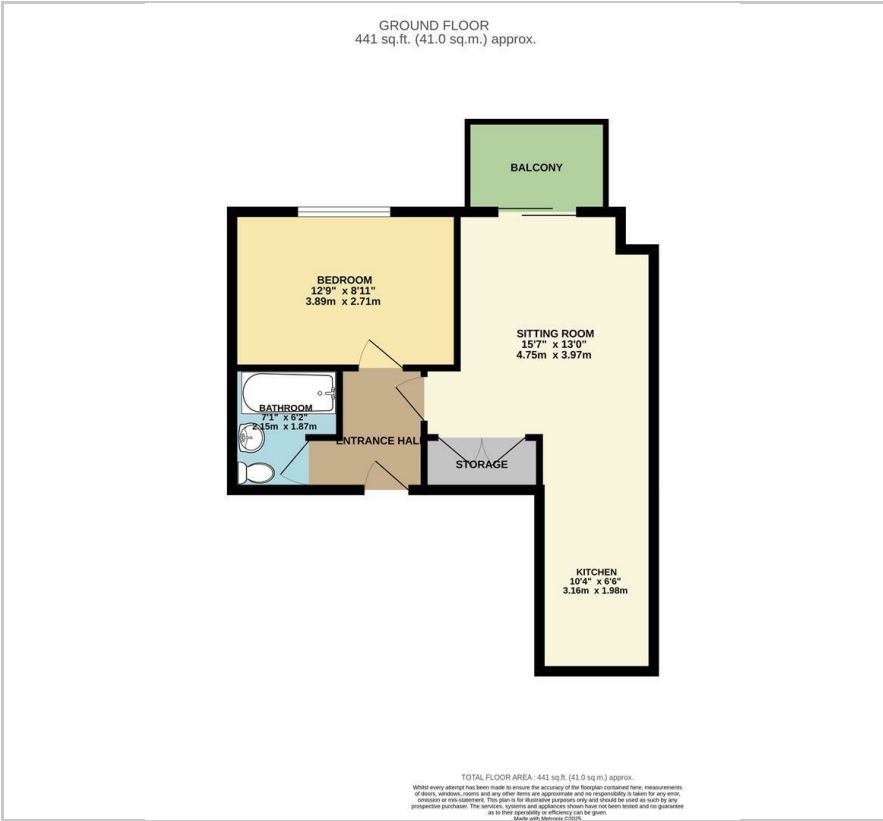 GROUND FLOOR
441 sq.ft. (41.0 sq.m.) approx.
BALCONY
BEDROOM
12'9" x 8'11"
3.89m x 2.71m
SITTING ROOM
15'7" x 13'0"
4.75m x 3.97m
BATHROOM
7'1" x 6'2"
2.15m x 1.87m
ENTRANCE HALL
STORAGE
KITCHEN
10'4" x 6'6"
3.16m x 1.98m
TOTAL FLOOR AREA : 441 sq.ft. (41.0 sq.m.) approx.
Whilst every attempt has been made to ensure the accuracy of the floorplan contained here, measurements
of doors, windows, rooms and any other items are approximate and no responsibility is taken for any error,
omission or mis-statement. This plan is for illustrative purposes only and should be used as such by any
prospective purchaser. The services, systems and appliances shown have not been tested and no guarantee
as to their operability or efficiency can be given.
Made with Metropix ©2025